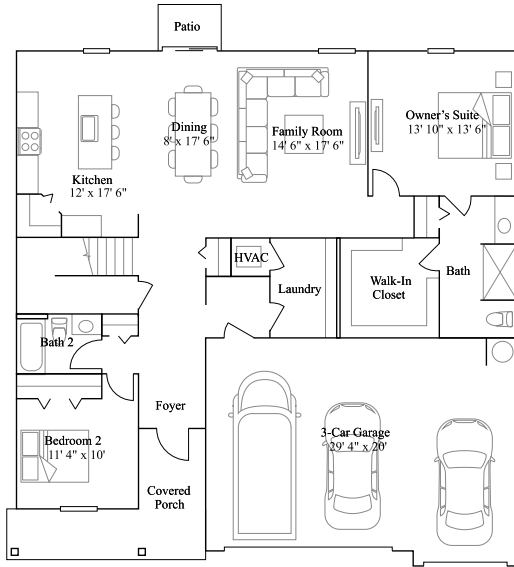 Patio
Dining
8' x 17' 6"
Family Room
14' 6" x 17' 6"
Owner's Suite
13' 10" x 13' 6"
Kitchen
12' x 17' 6"
HVAC
Laundry
Walk-In
Closet
Bath
Bath 2
Foyer
Bedroom 2
11' 4" x 10'
3-Car Garage
29' 4" x 20'
Covered
Porch